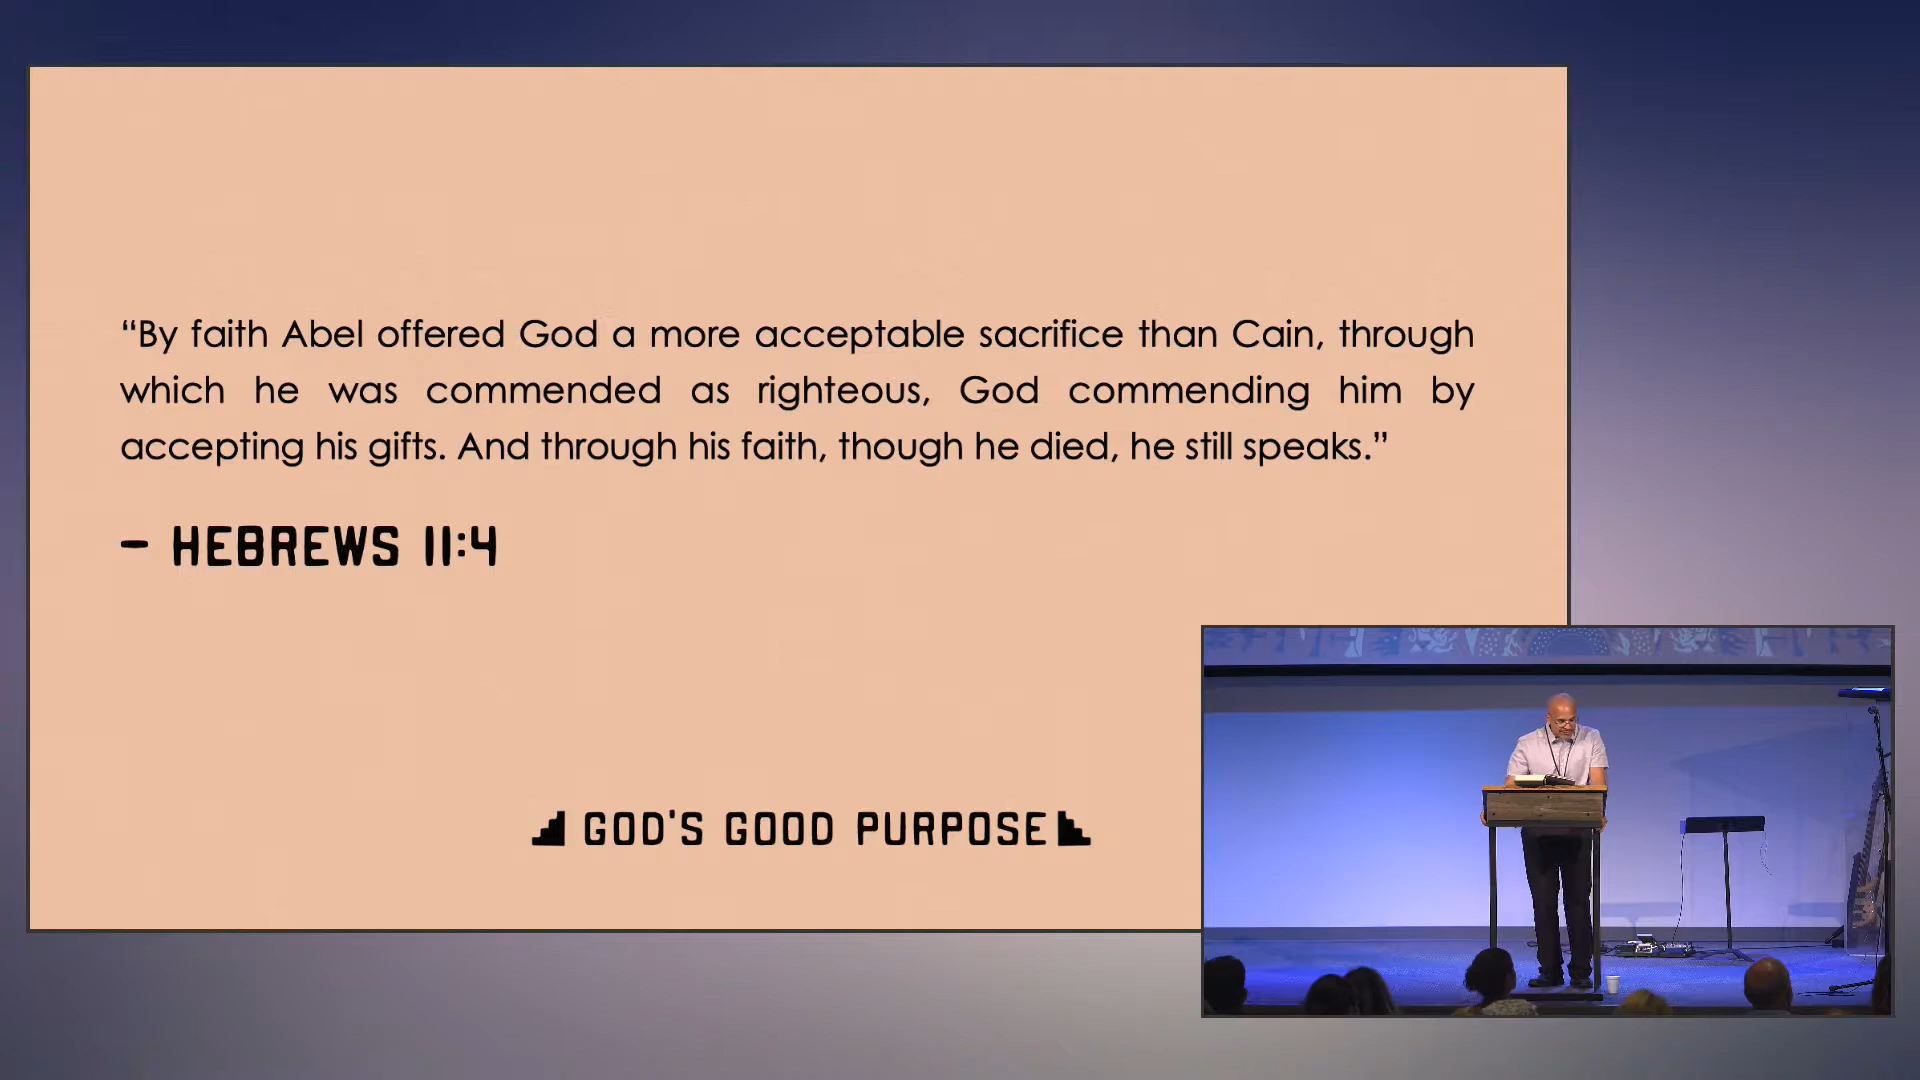 “By faith Abel offered God a more acceptable sacrifice than Cain, through
which he was commended as righteous, God commending him by
accepting his gifts. And through his faith, though he died, he still speaks.”
– HEBREWS 11:4
GOD'S GOOD PURPOSE